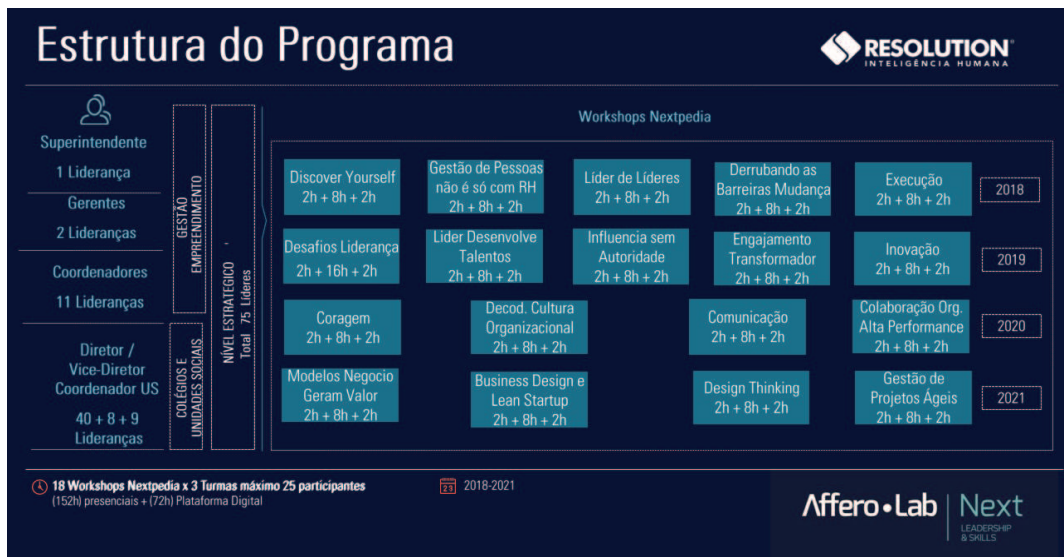 Estrutura do Programa
RESOLUTION
INTELIGÊNCIA HUMANA
Superintendente
1 Liderança
Gerentes
2 Lideranças
Coordenadores
11 Lideranças
Diretor /
Vice-Diretor
Coordenador US
40 + 8 + 9
Lideranças
GESTÃO
EMPREENDIMENTO
COLÉGIOS E
UNIDADES SOCIAIS
NÍVEL ESTRATEGICO -
Total 75 Líderes
Workshops Nextpedia
Discover Yourself
2h + 8h + 2h
Gestão de Pessoas
não é só com RH
2h + 8h + 2h
Líder de Líderes
2h + 8h + 2h
Derrubando as
Barreiras Mudança
2h + 8h + 2h
Execução
2h + 8h + 2h
2018
Desafios Liderança
2h + 16h + 2h
Lider Desenvolve
Talentos
2h + 8h + 2h
Influencia sem
Autoridade
2h + 8h + 2h
Engajamento
Transformador
2h + 8h + 2h
Inovação
2h + 8h + 2h
2019
Coragem
2h + 8h + 2h
Decod. Cultura
Organizacional
2h + 8h + 2h
Comunicação
2h + 8h + 2h
Colaboração Org.
Alta Performance
2h + 8h + 2h
2020
Modelos Negocio
Geram Valor
2h + 8h + 2h
Business Design e
Lean Startup
2h + 8h + 2h
Design Thinking
2h + 8h + 2h
Gestão de
Projetos Ágeis
2h + 8h + 2h
2021
18 Workshops Nextpedia x 3 Turmas máximo 25 participantes
(152h) presenciais + (72h) Plataforma Digital
23
2018-2021
Affero•Lab
Next
LEADERSHIP
& SKILLS